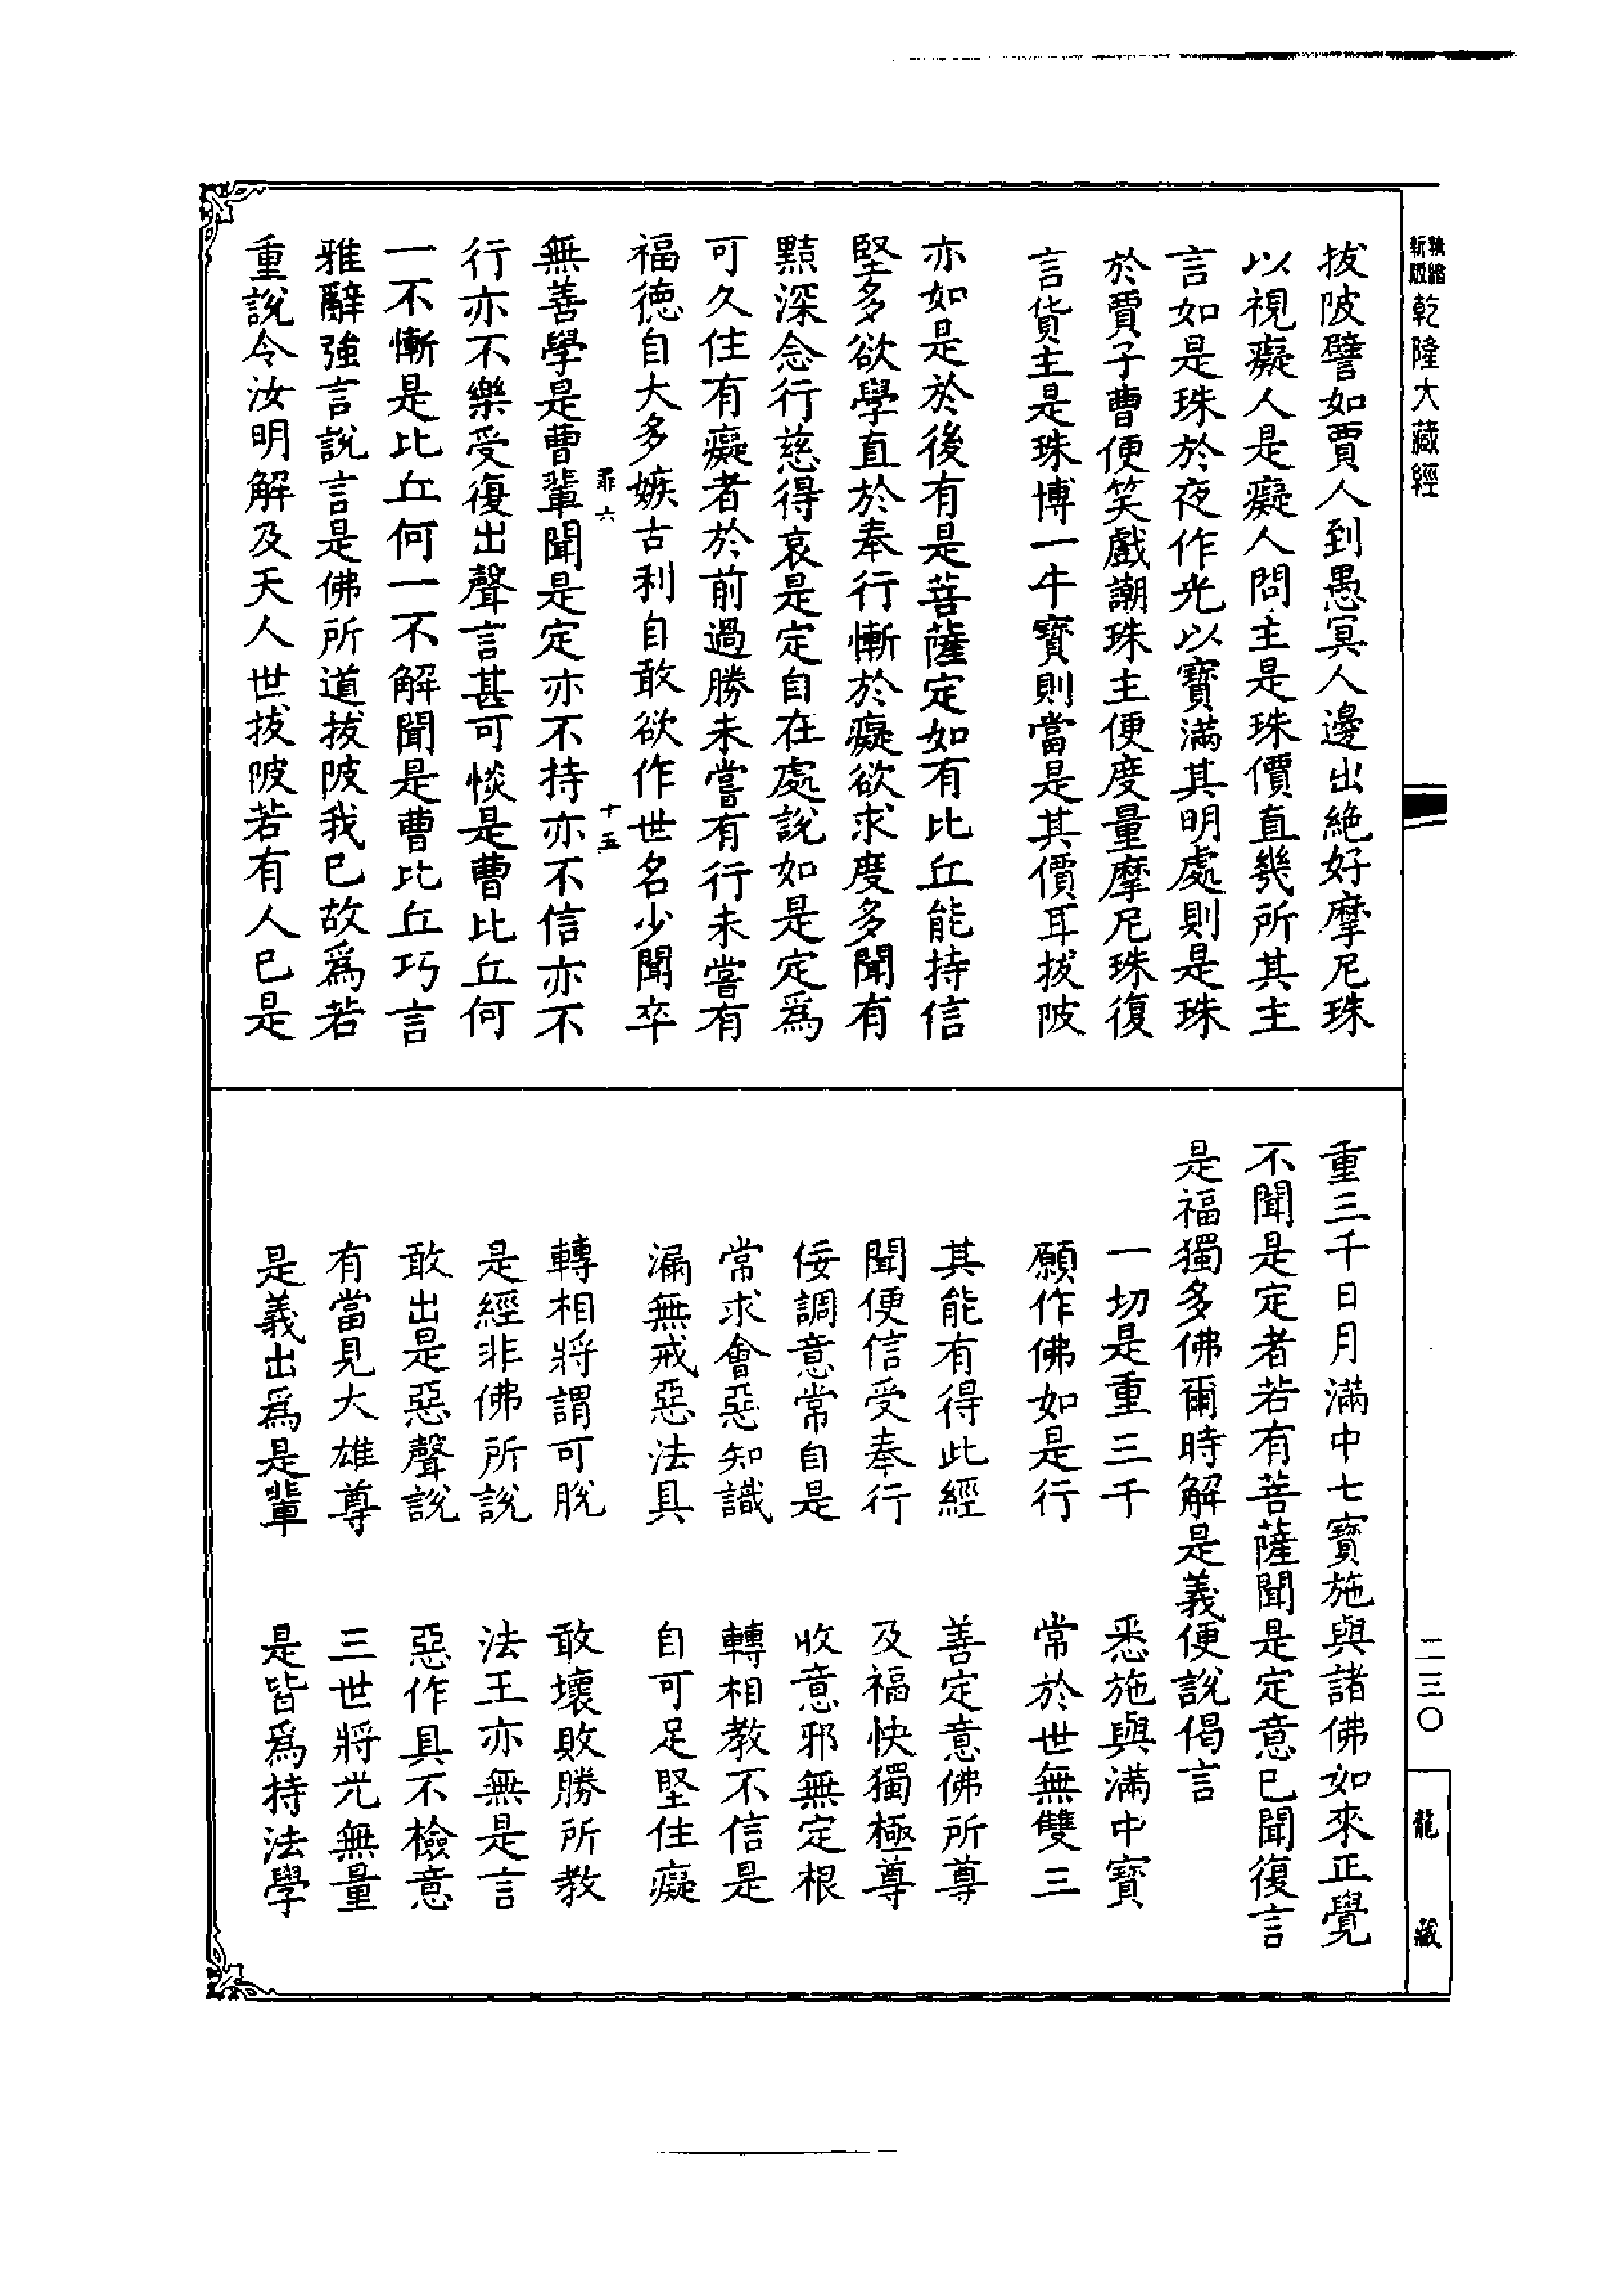 新版
乾隆大藏經
拔陂譬如賈人到愚冥人邊出絕好摩尼珠
以視癡人是癡人問主是珠價直幾所其主
言如是珠於夜作光以寶滿其明處則是珠
於賈子曹便笑戲謿珠主便度量摩尼珠復
言貨主是珠博一牛寶則當是其價耳拔陂
亦如是於後有是菩薩定如有比丘能持信
堅多欲學直於奉行慚於癡欲求度多聞有
黠深念行慈得哀是定自在處說如是定為
可久住有癡者於前過勝未嘗有行未嘗有
福德自大多嫉古利自敢欲作世名少聞卒
六 十五
無善學是曹輩聞是定亦不持亦不信亦不
行亦不樂受復出聲言甚可惔是曹比丘何
一不慚是比丘何一不解聞是曹比丘巧言
雅辭強言說言是佛所道拔陂我已故為若
重說令汝明解及天人世拔陂若有人已是
重三千日月滿中七寶施與諸佛如來正覺
不聞是定者若有菩薩聞是定意已聞復言
是福獨多佛爾時解是義便說偈言
一切是重三千 悉施與滿中寶
願作佛如是行 常於世無雙三
其能有得此經 善定意佛所尊
聞便信受奉行 及福快獨極尊
佞調意常自是 收意邪無定根
常求會惡知識 轉相教不信是
漏無戒惡法具 自可足堅住癡
轉相將謂可脫 敢壞敗勝所教
是經非佛所說 法王亦無是言
敢出是惡聲說 惡作具不檢意
有當見大雄尊 三世將光無量
是義出為是輩 是皆為持法學
二三〇
龍藏